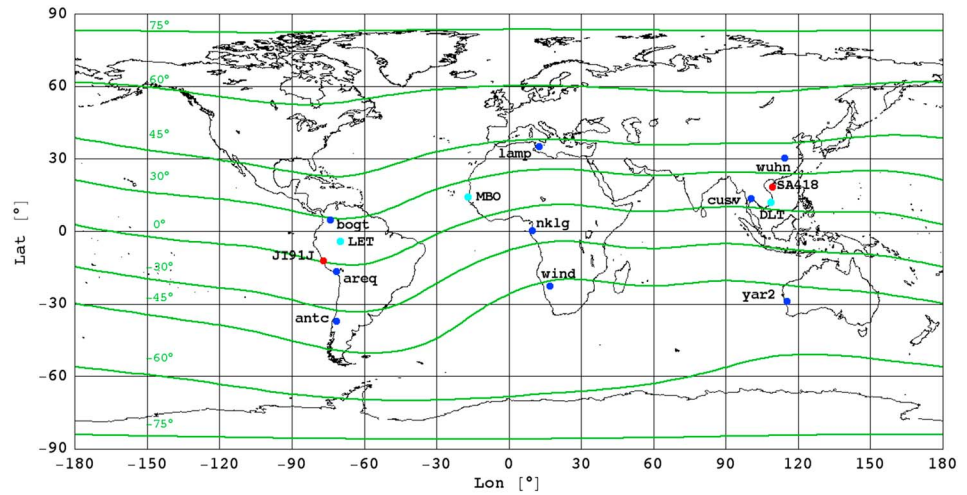 75°
90
60°
60
45°
lamp
30
wuhn
30°
SA418
MBO
cusv
DLT
bogt
nklg
0°
0
LET
JI91J
areq
-30°
wind
-30
yar2
-45°
antc
-60°
-60
-75°
-90
-180 -150 -120 -90 -60 -30 0 30 60 90 120 150 180
Lat [°]
Lon [°]